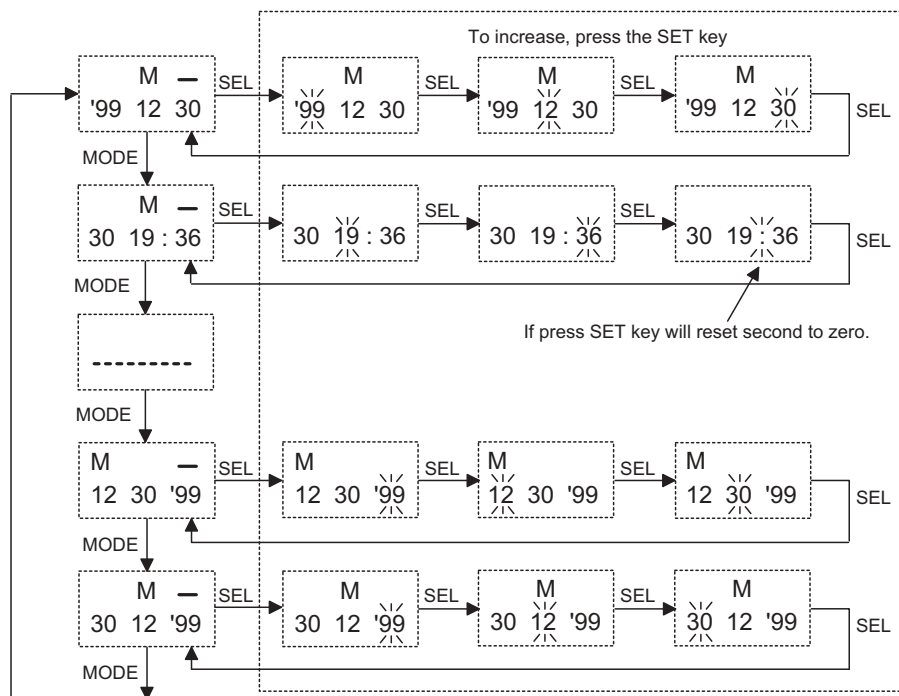 To increase, press the SET key
M — SEL M SEL M SEL M
'99 12 30 '99 12 30 '99 12 30 '99 12 30 SEL
MODE
M — SEL SEL SEL
30 19 : 36 30 19 : 36 30 19 : 36 30 19 : 36 SEL
MODE
If press SET key will reset second to zero.
---------
MODE
M — SEL M SEL M SEL M
12 30 '99 12 30 '99 12 30 '99 12 30 '99 SEL
MODE
M — SEL M SEL M SEL M
30 12 '99 30 12 '99 30 12 '99 30 12 '99 SEL
MODE